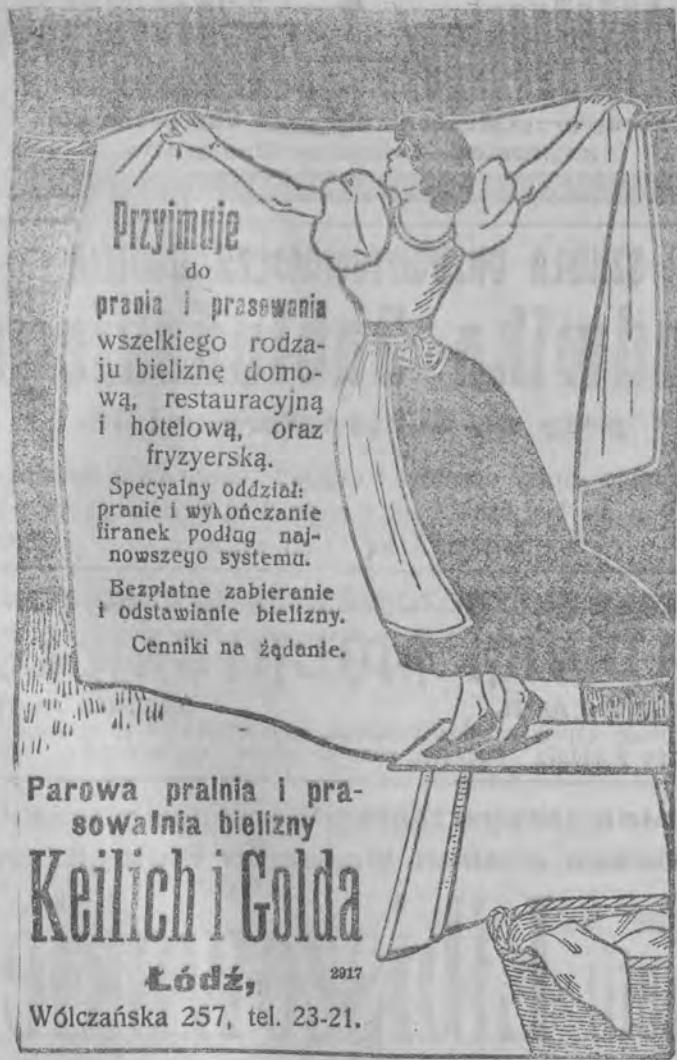 Przyjmuje
do
prania i prasowania
wszelkiego rodza-
ju bieliznę domo-
wą, restauracyjną
i hotelową, oraz
fryzyerską.
Specyalny oddział:
pranie i wykończanie
firanek podług naj-
nowszego systemu.
Bezpłatne zabieranie
i odstawianie bielizny.
Cenniki na żądanie.
Parowa pralnia i pra-
sowalnia bielizny
Keilich i Golda
Łódź, 2917
Wólczańska 257, tel. 23-21.